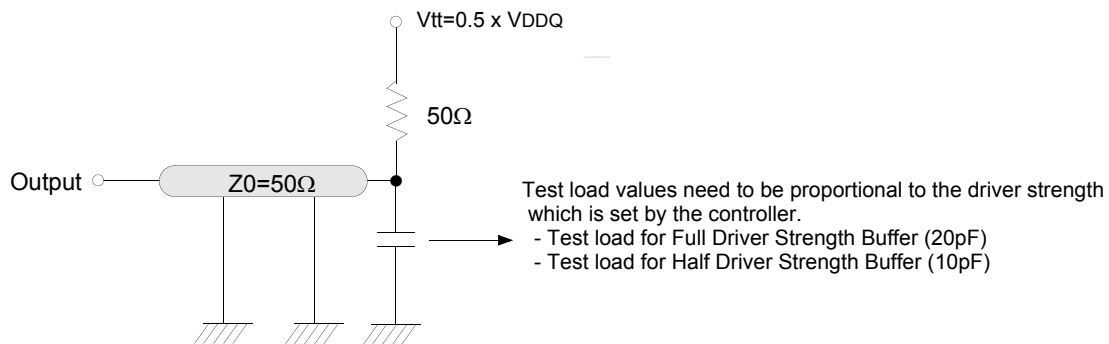 Vtt=0.5 x VDDQ
50Ω
Output
Z0=50Ω
Test load values need to be proportional to the driver strength
which is set by the controller.
- Test load for Full Driver Strength Buffer (20pF)
- Test load for Half Driver Strength Buffer (10pF)